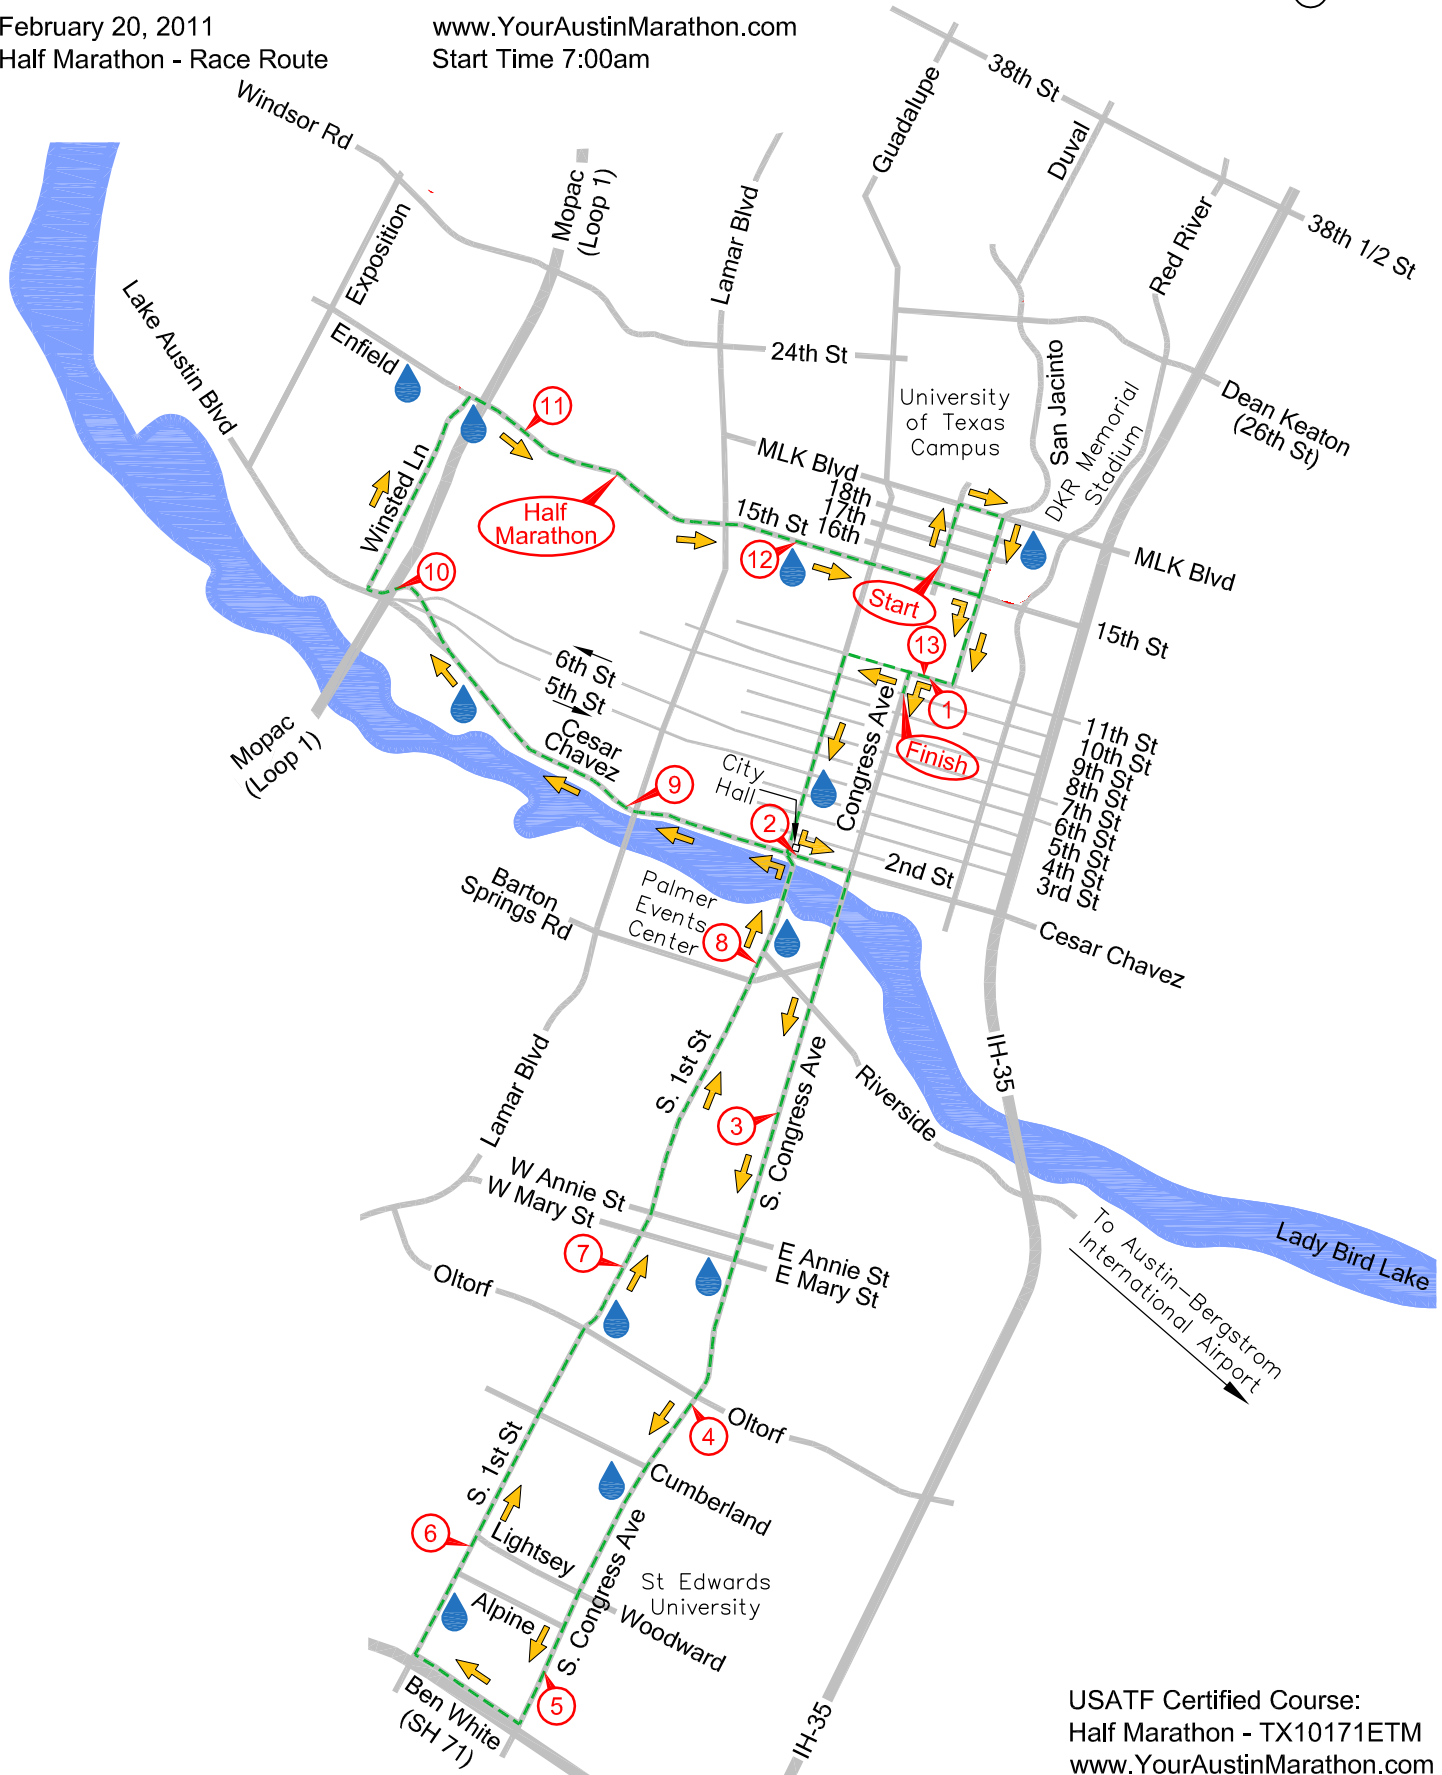 February 20, 2011
Half Marathon - Race Route
www.YourAustinMarathon.com
Start Time 7:00am
Windsor Rd
Mopac
(Loop 1)
Lamar Blvd
Guadalupe
38th St
Duval
Red River
38th 1/2 St
Exposition
Lake Austin Blvd
Enfield
24th St
University
of Texas
Campus
San Jacinto
DKR Memorial
Stadium
Dean Keaton
(26th St)
11
Winsted Ln
Half
Marathon
MLK Blvd
18th
17th
16th
15th St
12
MLK Blvd
10
Start
15th St
13
6th St
5th St
Cesar
Chavez
Mopac
(Loop 1)
1
Congress Ave
Finish
City
Hall
11th St
10th St
9th St
8th St
7th St
6th St
5th St
4th St
3rd St
9
2
2nd St
Barton
Springs Rd
Palmer
Events
Center
8
Cesar Chavez
Lamar Blvd
S. 1st St
S. Congress Ave
Riverside
IH-35
3
W Annie St
W Mary St
7
E Annie St
E Mary St
To Austin-Bergstrom
International Airport
Lady Bird Lake
Oltorf
Oltorf
4
S. 1st St
Cumberland
6
Lightsey
S. Congress Ave
St Edwards
University
Alpine
Woodward
5
Ben White
(SH 71)
IH-35
USATF Certified Course:
Half Marathon - TX10171ETM
www.YourAustinMarathon.com